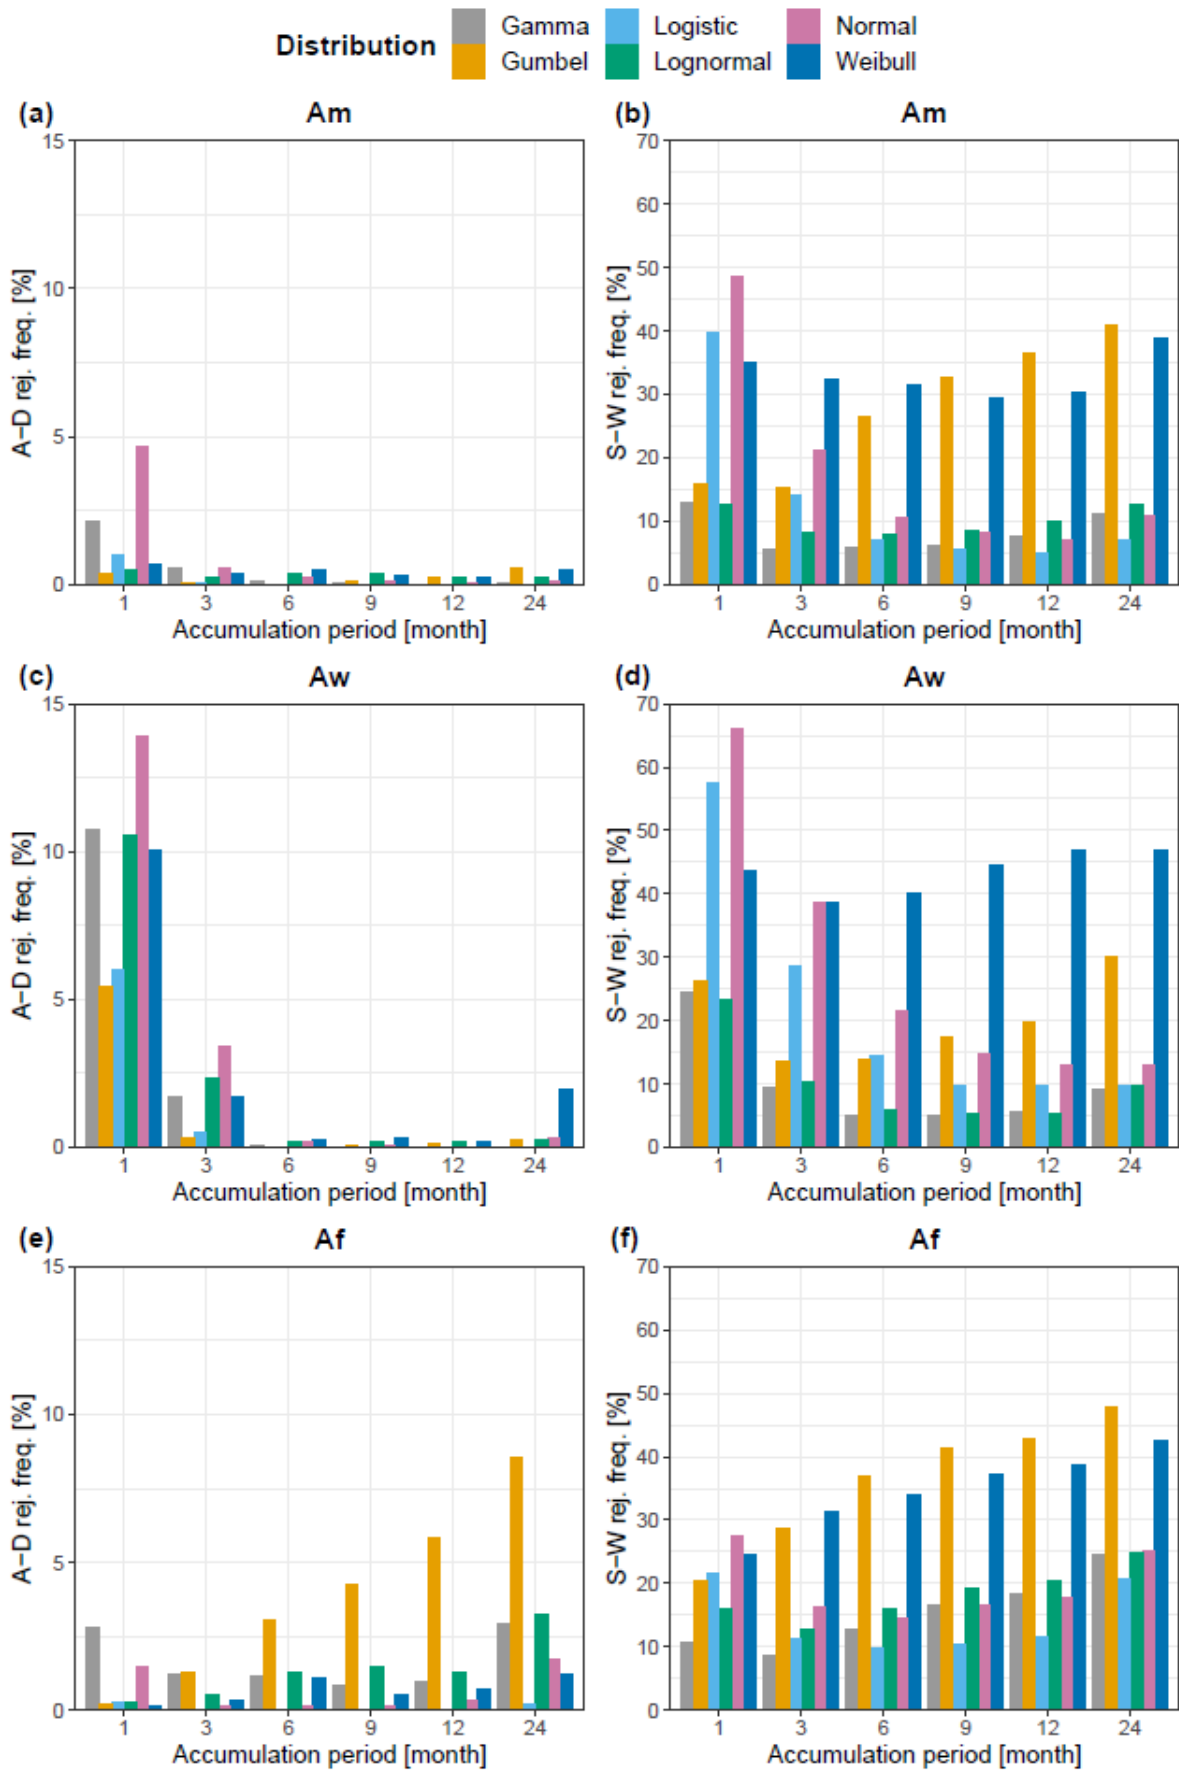 Distribution Gamma Logistic Normal
Gumbel Lognormal Weibull
(a) Am
15
10
5
0
A−D rej. freq. [%]
1 3 6 9 12 24
Accumulation period [month]
(b) Am
70
60
50
40
30
20
10
0
S−W rej. freq. [%]
1 3 6 9 12 24
Accumulation period [month]
(c) Aw
15
10
5
0
A−D rej. freq. [%]
1 3 6 9 12 24
Accumulation period [month]
(d) Aw
70
60
50
40
30
20
10
0
S−W rej. freq. [%]
1 3 6 9 12 24
Accumulation period [month]
(e) Af
15
10
5
0
A−D rej. freq. [%]
1 3 6 9 12 24
Accumulation period [month]
(f) Af
70
60
50
40
30
20
10
0
S−W rej. freq. [%]
1 3 6 9 12 24
Accumulation period [month]